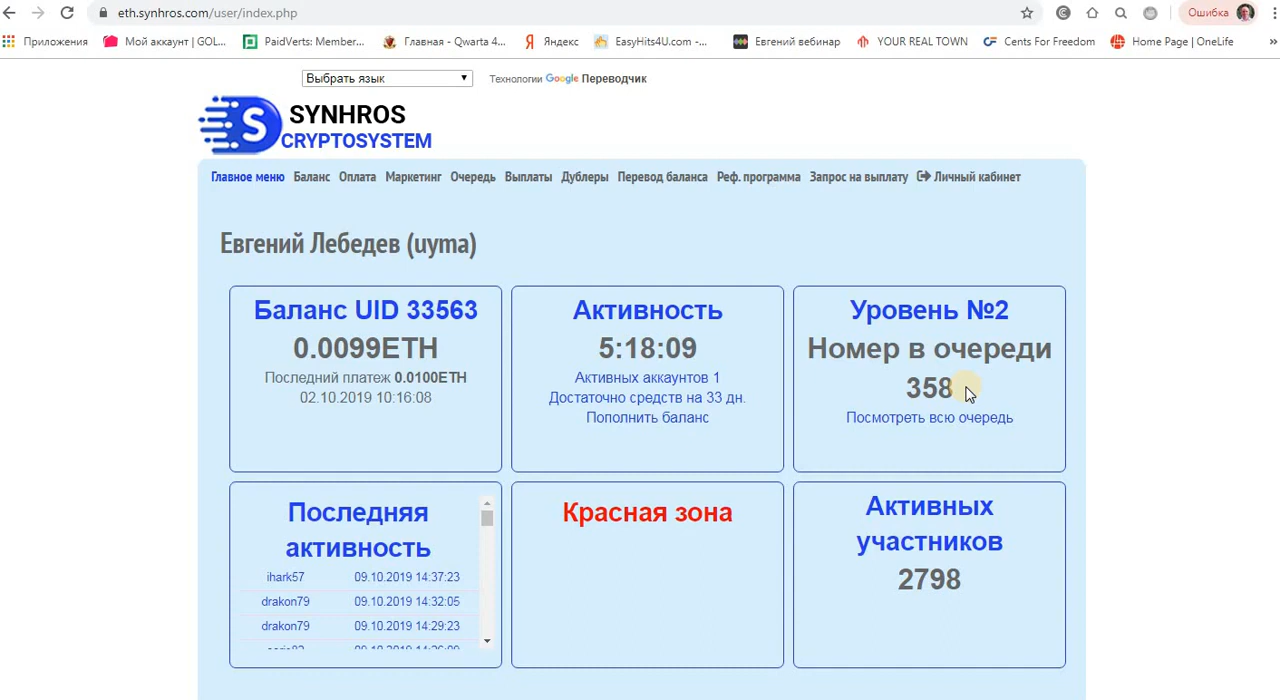 eth.synhros.com/user/index.php
Ошибка
Приложения
Мой аккаунт | GOL...
PaidVerts: Member...
Главная - Qwarta 4...
Яндекс
EasyHits4U.com -...
Евгений вебинар
YOUR REAL TOWN
Cents For Freedom
Home Page | OneLife
»
Выбрать язык
Технологии Google Переводчик
S
SYNHROS
CRYPTOSYSTEM
Главное меню
Баланс
Оплата
Маркетинг
Очередь
Выплаты
Дублеры
Перевод баланса
Реф. программа
Запрос на выплату
Личный кабинет
Евгений Лебедев (uyma)
Баланс UID 33563
0.0099ETH
Последний платеж 0.0100ETH
02.10.2019 10:16:08
Активность
5:18:09
Активных аккаунтов 1
Достаточно средств на 33 дн.
Пополнить баланс
Уровень №2
Номер в очереди
358
Посмотреть всю очередь
Последняя
активность
ihark57 09.10.2019 14:37:23
drakon79 09.10.2019 14:32:05
drakon79 09.10.2019 14:29:23
Красная зона
Активных
участников
2798